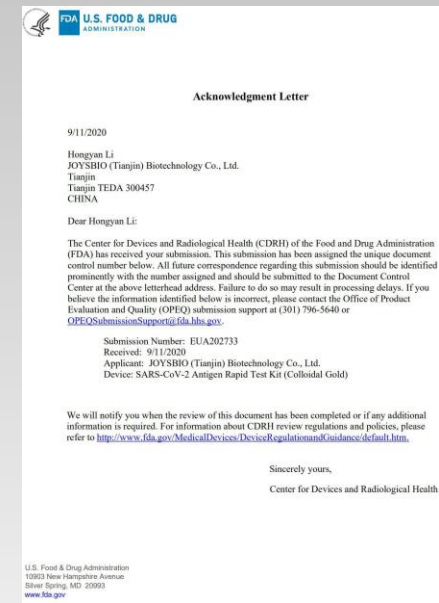 FDA U.S. FOOD & DRUG
ADMINISTRATION
Acknowledgment Letter
9/11/2020
Hongyan Li
JOYSBIO (Tianjin) Biotechnology Co., Ltd.
Tianjin
Tianjin TEDA 300457
CHINA
Dear Hongyan Li:
The Center for Devices and Radiological Health (CDRH) of the Food and Drug Administration
(FDA) has received your submission. This submission has been assigned the unique document
control number below. All future correspondence regarding this submission should be identified
prominently with the number assigned and should be submitted to the Document Control
Center at the above letterhead address. Failure to do so may result in processing delays. If you
believe the information identified below is incorrect, please contact the Office of Product
Evaluation and Quality (OPEQ) submission support at (301) 796-5640 or
OPEQSubmissionSupport@fda.hhs.gov.
Submission Number: EUA202733
Received: 9/11/2020
Applicant: JOYSBIO (Tianjin) Biotechnology Co., Ltd.
Device: SARS-CoV-2 Antigen Rapid Test Kit (Colloidal Gold)
We will notify you when the review of this document has been completed or if any additional
information is required. For information about CDRH review regulations and policies, please
refer to http://www.fda.gov/MedicalDevices/DeviceRegulationandGuidance/default.htm.
Sincerely yours,
Center for Devices and Radiological Health
U.S. Food & Drug Administration
10903 New Hampshire Avenue
Silver Spring, MD 20993
www.fda.gov